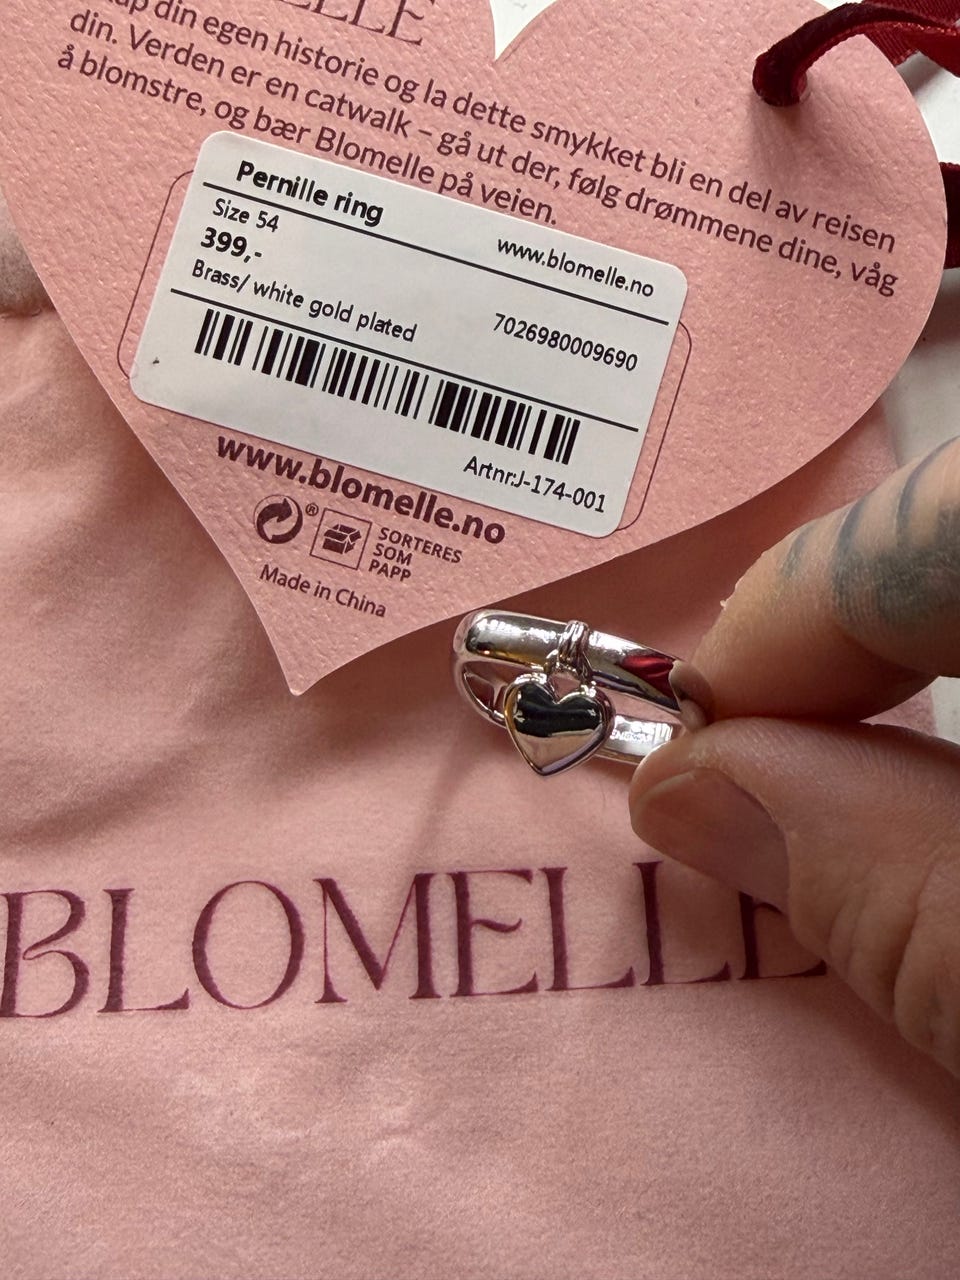 din egen historie og la dette smykket bli en del av reisen
din. Verden er en catwalk – gå ut der, følg drømmene dine, våg
å blomstre, og bær Blomelle på veien.
Pernille ring
Size 54
www.blomelle.no
399,-
Brass/ white gold plated
7026980009690
Artnr:J-174-001
www.blomelle.no
®
SORTERES
SOM
PAPP
Made in China
BLOMELLE